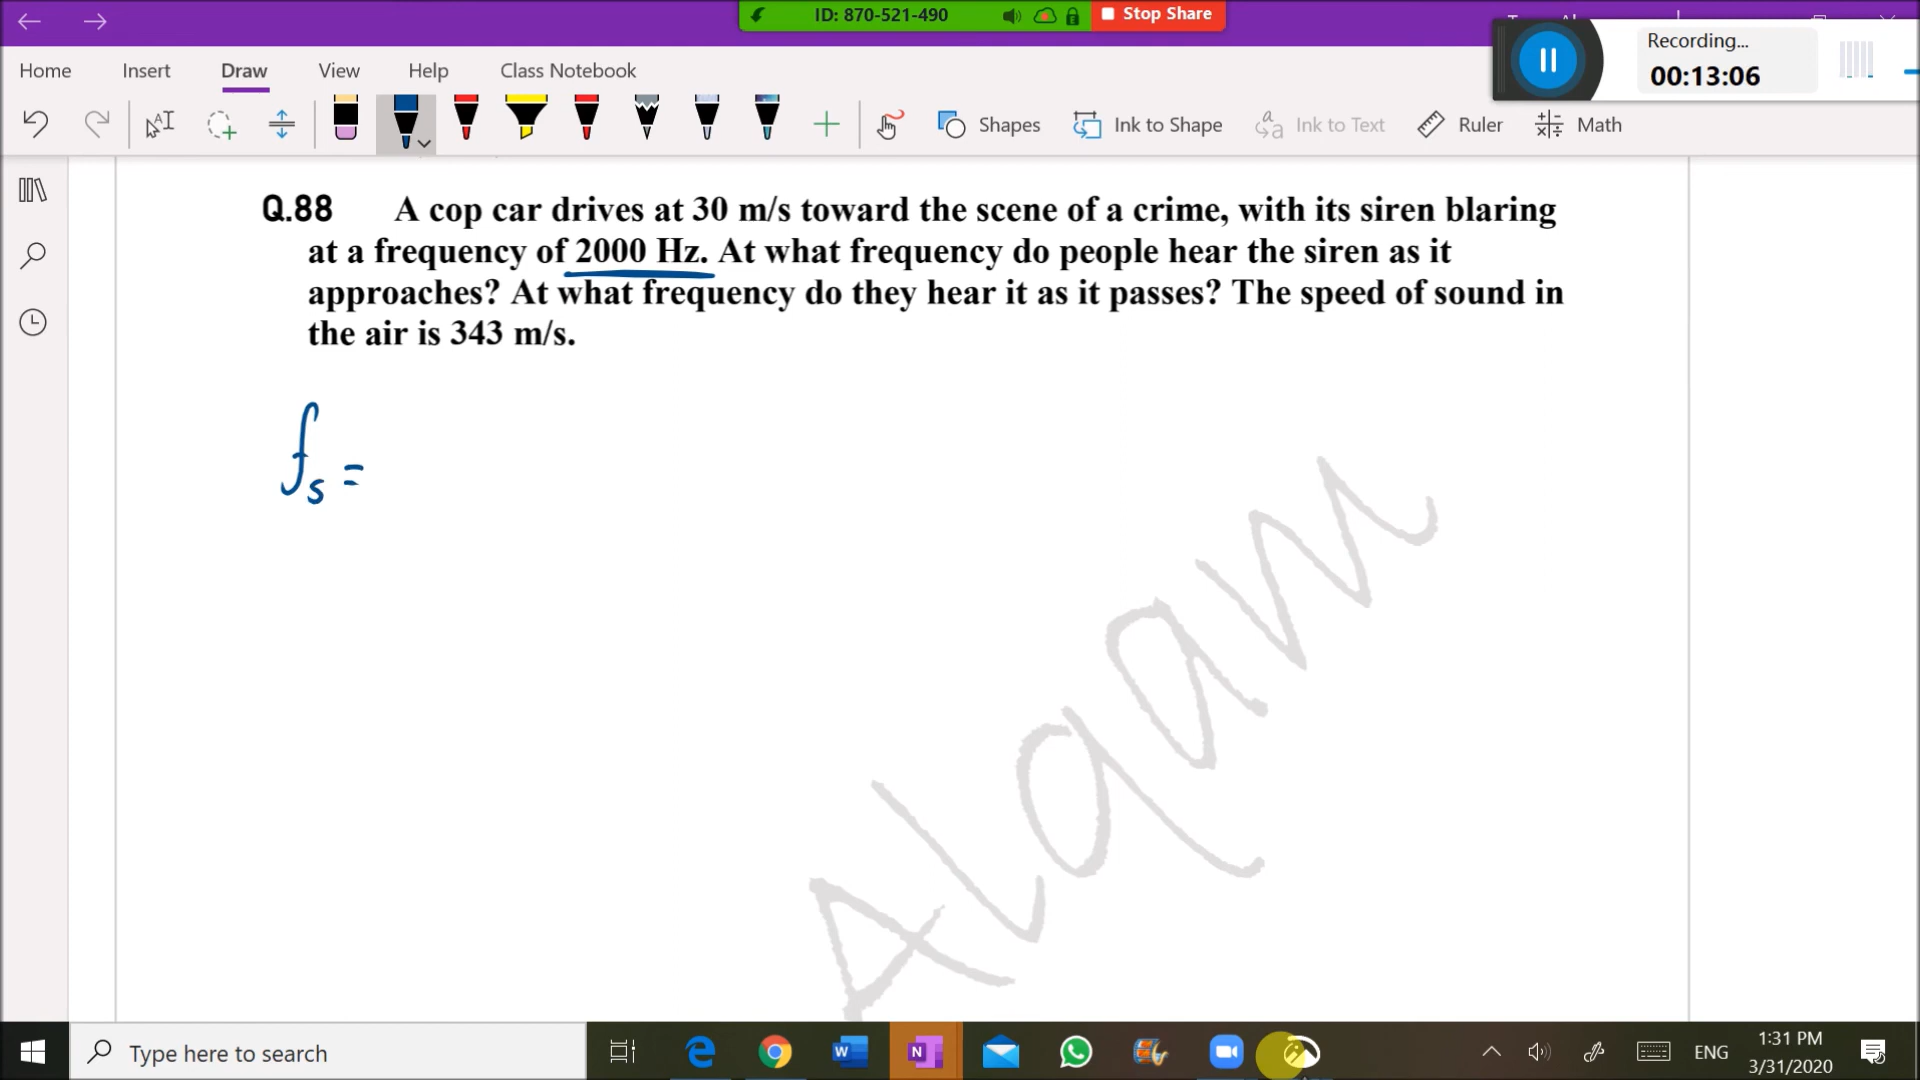 ID: 870-521-490
Stop Share
Recording...
00:13:06
Home Insert Draw View Help Class Notebook
Shapes Ink to Shape Ink to Text Ruler Math
Q.88 A cop car drives at 30 m/s toward the scene of a crime, with its siren blaring
at a frequency of 2000 Hz. At what frequency do people hear the siren as it
approaches? At what frequency do they hear it as it passes? The speed of sound in
the air is 343 m/s.
fs =
Alqam
Type here to search
ENG
1:31 PM
3/31/2020